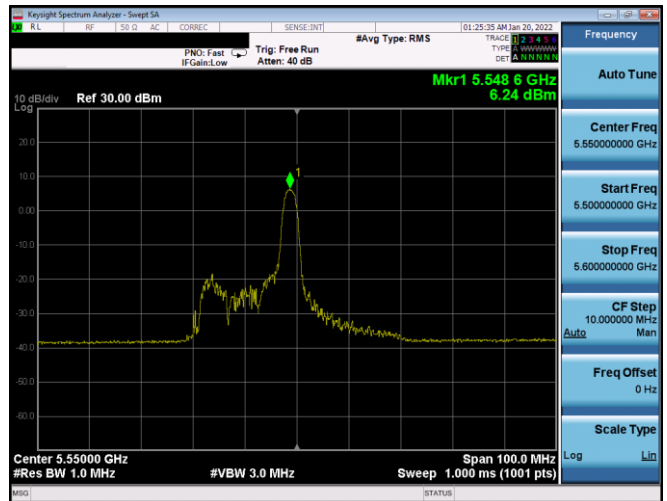 Keysight Spectrum Analyzer - Swept SA
RL RF 50 Ω AC CORREC SENSE:INT 01:25:35 AM Jan 20, 2022
#Avg Type: RMS
TRACE 1 2 3 4 5 6
TYPE A WWWWW
DET A N N N N N
PNO: Fast Trig: Free Run
IFGain:Low Atten: 40 dB
Mkr1 5.548 6 GHz
6.24 dBm
10 dB/div Ref 30.00 dBm
Log
20.0
10.0
0.00
-10.0
-20.0
-30.0
-40.0
-50.0
-60.0
1
Center 5.55000 GHz Span 100.0 MHz
#Res BW 1.0 MHz #VBW 3.0 MHz Sweep 1.000 ms (1001 pts)
MSG STATUS
Frequency
Auto Tune
Center Freq
5.550000000 GHz
Start Freq
5.500000000 GHz
Stop Freq
5.600000000 GHz
CF Step
10.000000 MHz
Auto Man
Freq Offset
0 Hz
Scale Type
Log Lin